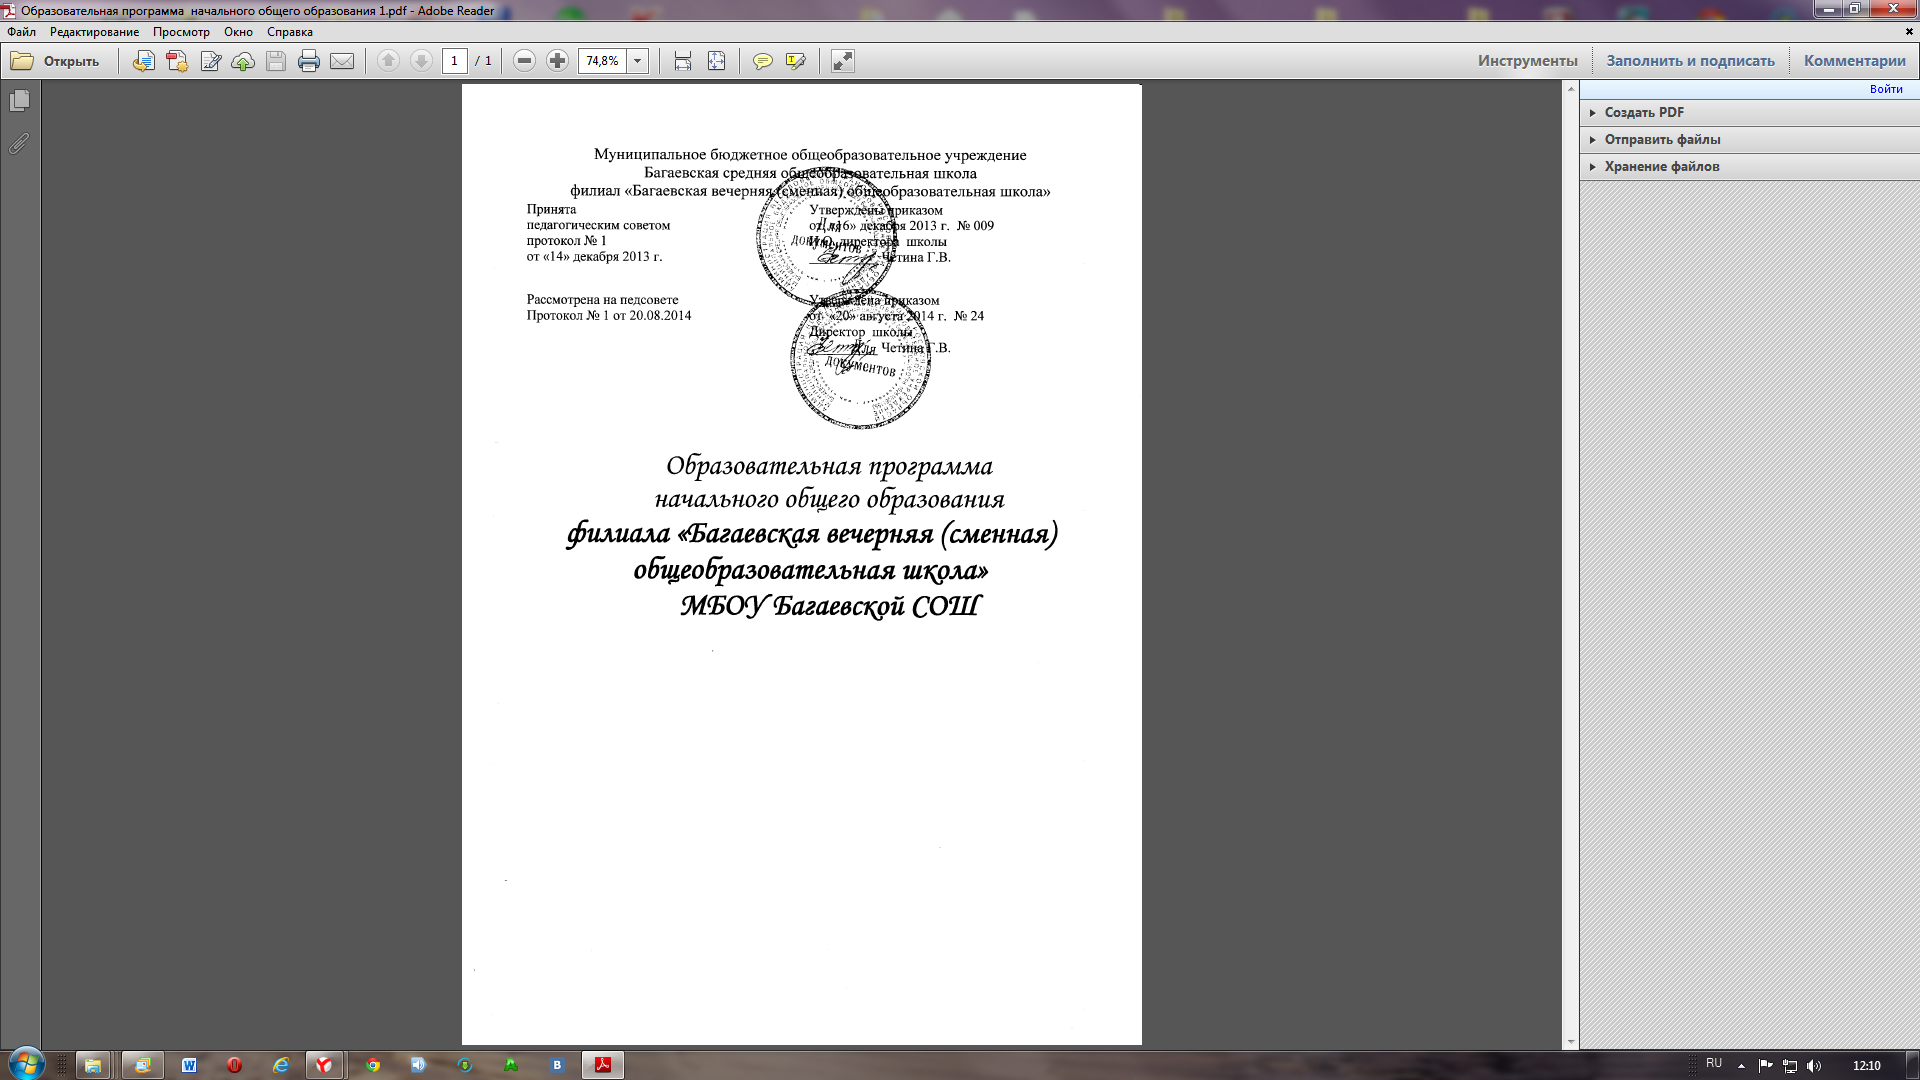 Образовательная программа  начального общего образования 1.pdf - Adobe Reader
Файл Редактирование Просмотр Окно Справка
Открыть 1 / 1 74,8% Инструменты Заполнить и подписать Комментарии
Войти
Создать PDF
Отправить файлы
Хранение файлов
Муниципальное бюджетное общеобразовательное учреждение
Багаевская средняя общеобразовательная школа
филиал «Багаевская вечерняя (сменная) общеобразовательная школа»
Принята
педагогическим советом
протокол № 1
от «14» декабря 2013 г.
Утверждены приказом
от «16» декабря 2013 г.  № 009
И.О. директора школы
Четина Г.В.
Для
документов
Рассмотрена на педсовете
Протокол № 1 от 20.08.2014
Утверждена приказом
от «20» августа 2014 г.  № 24
Директор школы
Четина Г.В.
Для
документов
Образовательная программа
начального общего образования
филиала «Багаевская вечерняя (сменная)
общеобразовательная школа»
МБОУ Багаевской СОШ
RU 12:10